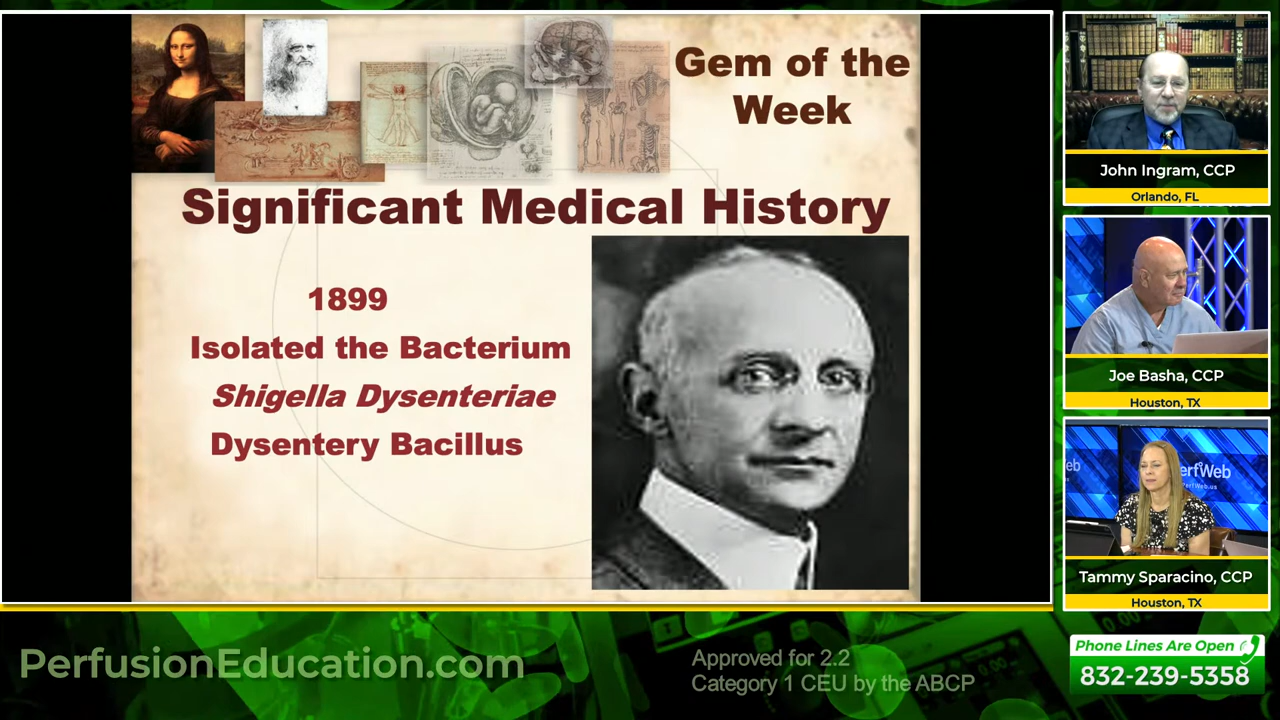 Gem of the
Week
Significant Medical History
1899
Isolated the Bacterium
Shigella Dysenteriae
Dysentery Bacillus
John Ingram, CCP
Orlando, FL
Joe Basha, CCP
Houston, TX
PerfWeb.us
Tammy Sparacino, CCP
Houston, TX
PerfusionEducation.com
Approved for 2.2
Category 1 CEU by the ABCP
Phone Lines Are Open
832-239-5358